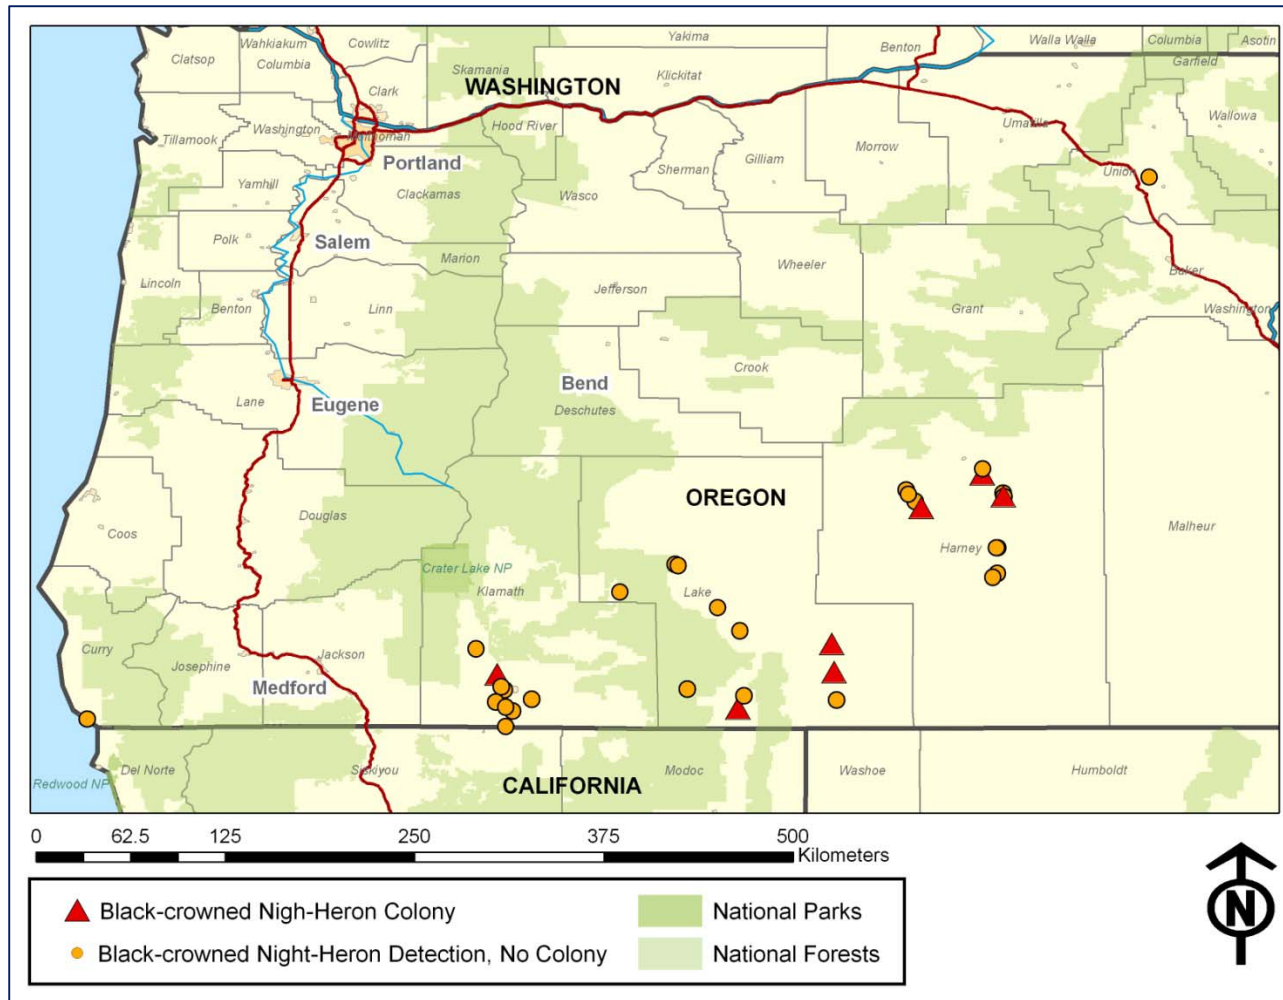 Cowlitz
Wahkiakum
Yakima
Benton
Walla Walla
Columbia
Asotin
Clatsop
Columbia
Skamania
Klickitat
Garfield
Clark
WASHINGTON
Wallowa
Hood River
Umatilla
Washington
Multnomah
Tillamook
Portland
Morrow
Gilliam
Sherman
Union
Yamhill
Clackamas
Wasco
Polk
Salem
Marion
Wheeler
Baker
Lincoln
Jefferson
Benton
Linn
Grant
Washington
Crook
Bend
Lane
Eugene
Deschutes
OREGON
Douglas
Malheur
Coos
Harney
Crater Lake NP
Klamath
Lake
Curry
Josephine
Jackson
Medford
Del Norte
Siskiyou
Modoc
Washoe
Humboldt
Redwood NP
CALIFORNIA
0 62.5 125 250 375 500
Kilometers
Black-crowned Nigh-Heron Colony
National Parks
Black-crowned Night-Heron Detection, No Colony
National Forests
N